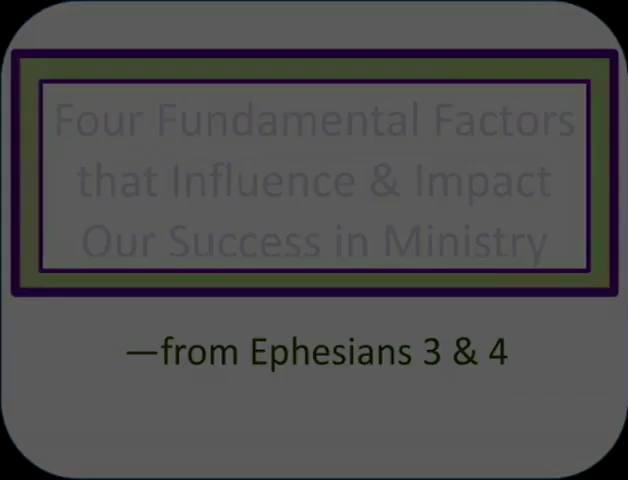 Four Fundamental Factors
that Influence & Impact
Our Success in Ministry
—from Ephesians 3 & 4